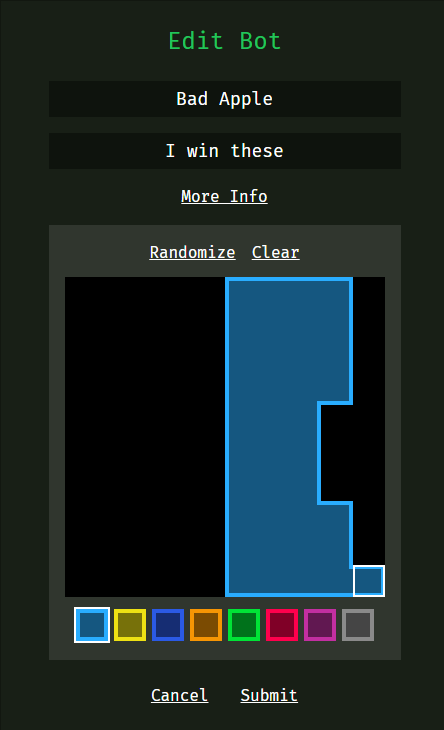 Edit Bot
Bad Apple
I win these
More Info
Randomize Clear
Cancel Submit